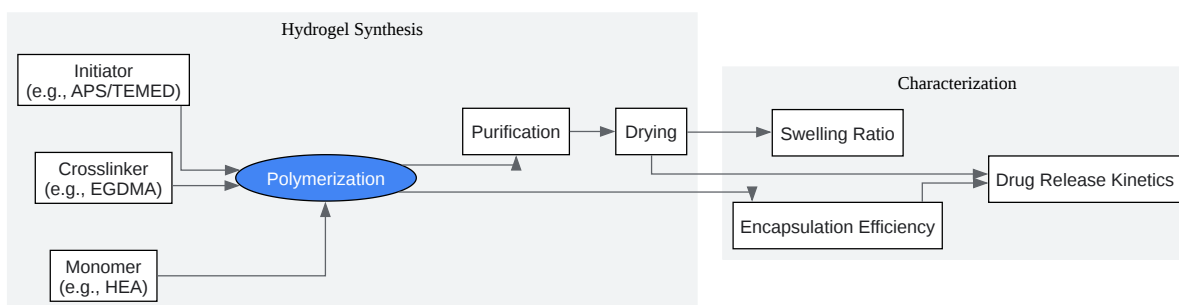 Hydrogel Synthesis
Initiator
(e.g., APS/TEMED)
Crosslinker
(e.g., EGDMA)
Monomer
(e.g., HEA)
Polymerization
Purification
Drying
Characterization
Swelling Ratio
Encapsulation Efficiency
Drug Release Kinetics